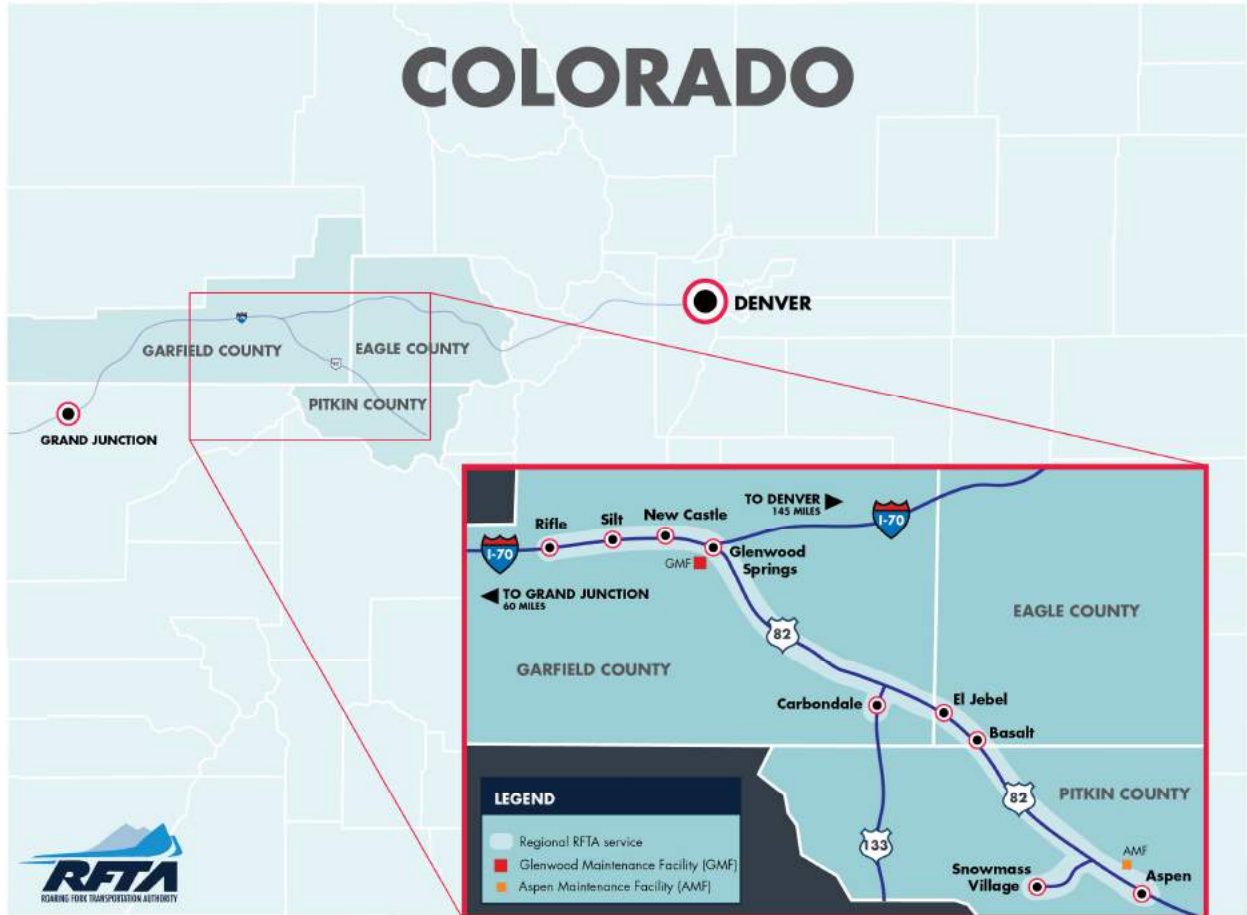 COLORADO
DENVER
GARFIELD COUNTY
EAGLE COUNTY
PITKIN COUNTY
GRAND JUNCTION
TO DENVER
145 MILES
I-70
Rifle
Silt
New Castle
Glenwood
Springs
GMF
I-70
TO GRAND JUNCTION
60 MILES
EAGLE COUNTY
82
GARFIELD COUNTY
Carbondale
El Jebel
Basalt
LEGEND
Regional RFTA service
Glenwood Maintenance Facility (GMF)
Aspen Maintenance Facility (AMF)
82
PITKIN COUNTY
133
AMF
Snowmass
Village
Aspen
RFTA
ROARING FORK TRANSPORTATION AUTHORITY